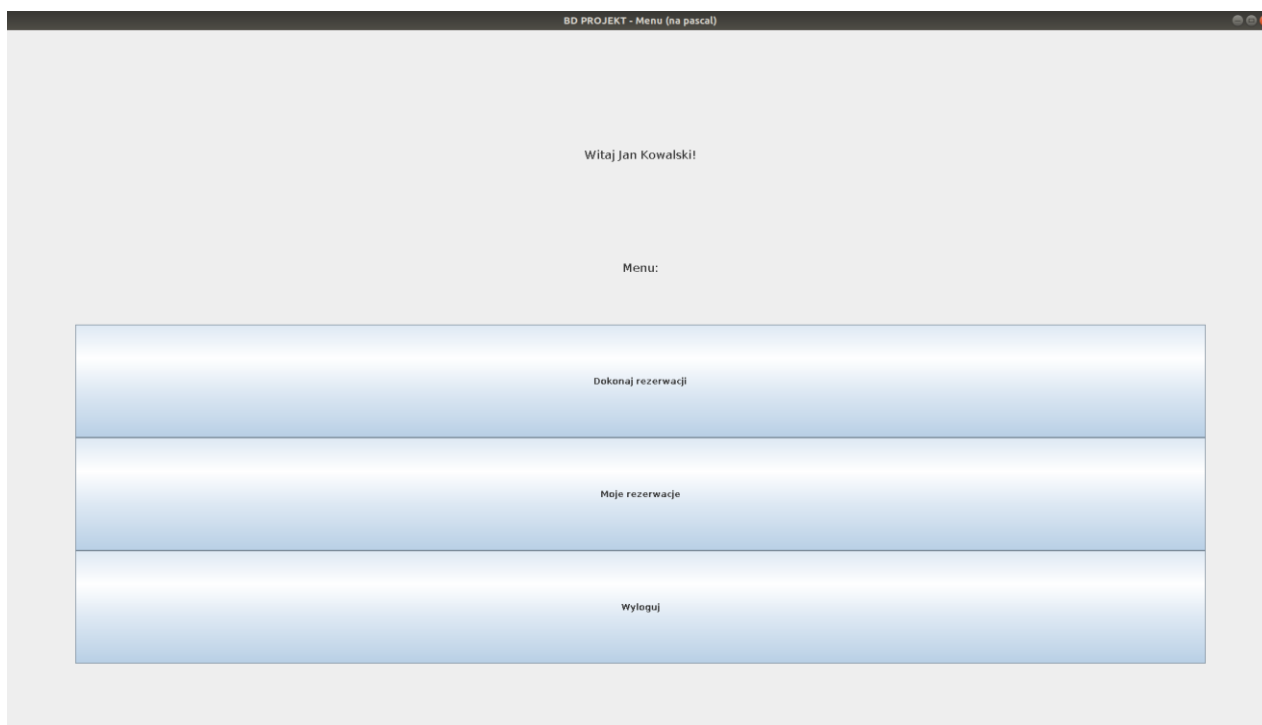 BD PROJEKT - Menu (na pascal)
Witaj Jan Kowalski!
Menu:
Dokonaj rezerwacji
Moje rezerwacje
Wyloguj